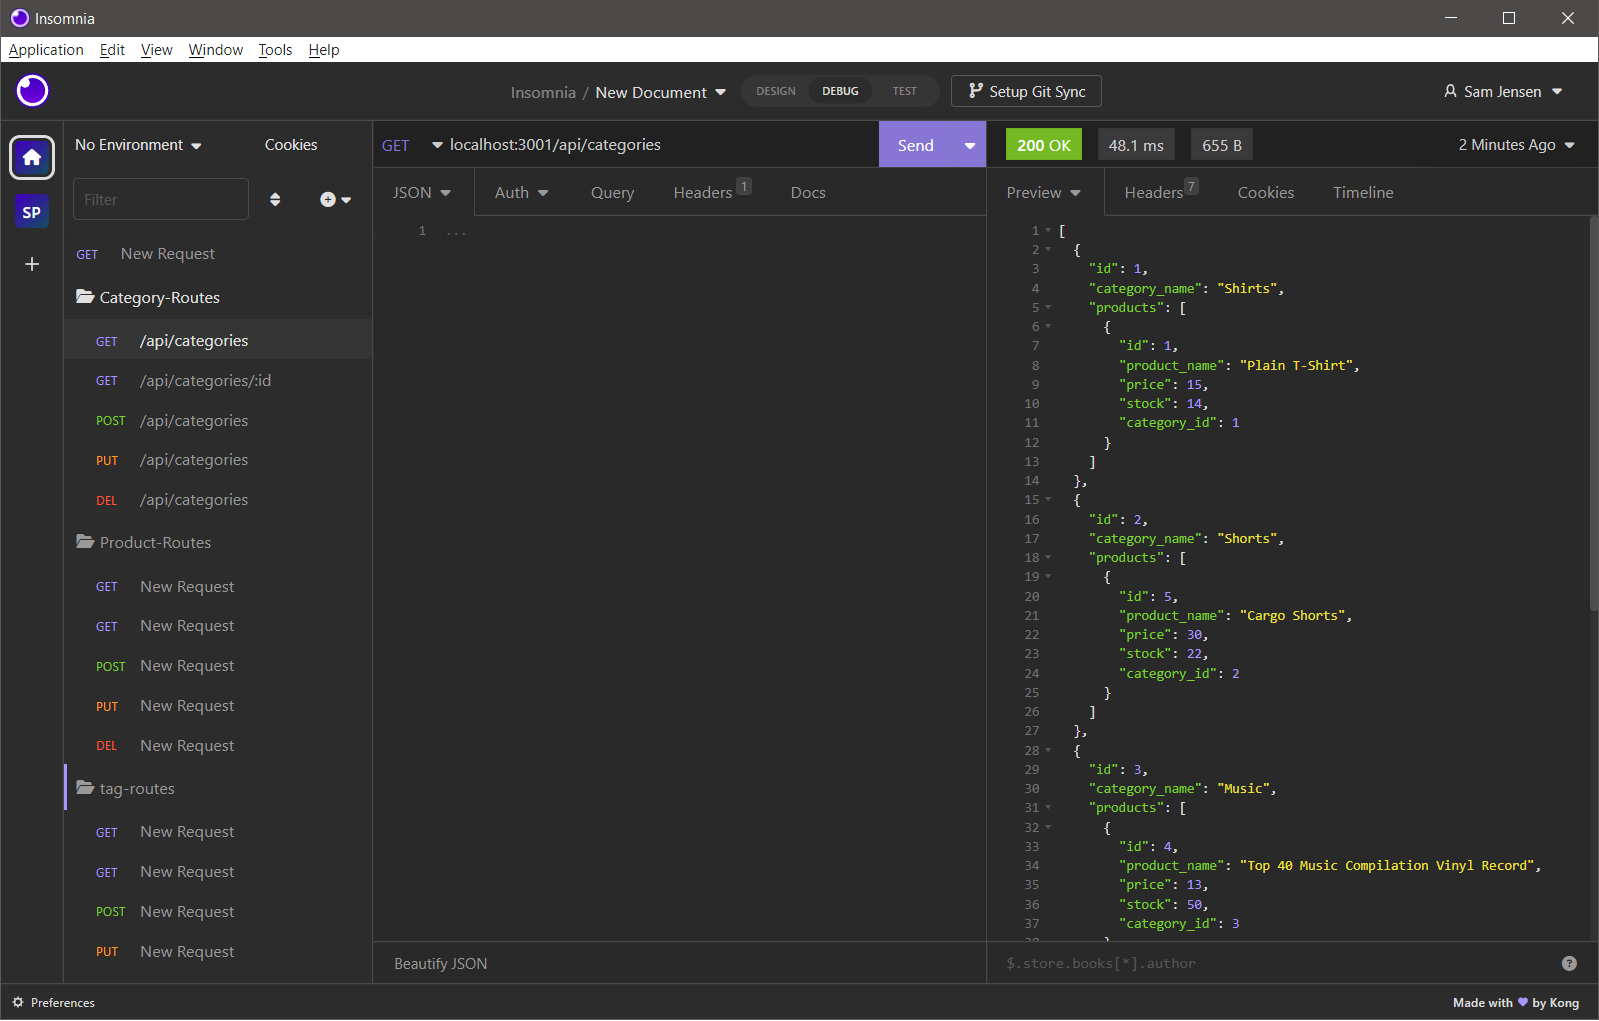 Insomnia
Application Edit View Window Tools Help
Insomnia / New Document DESIGN DEBUG TEST Setup Git Sync Sam Jensen
No Environment Cookies
Filter
SP
GET New Request
Category-Routes
GET /api/categories
GET /api/categories/:id
POST /api/categories
PUT /api/categories
DEL /api/categories
Product-Routes
GET New Request
GET New Request
POST New Request
PUT New Request
DEL New Request
tag-routes
GET New Request
GET New Request
POST New Request
PUT New Request
GET localhost:3001/api/categories Send
JSON Auth Query Headers 1 Docs
1 ...
Beautify JSON
200 OK 48.1 ms 655 B 2 Minutes Ago
Preview Headers 7 Cookies Timeline
1 [
2 {
3 "id": 1,
4 "category_name": "Shirts",
5 "products": [
6 {
7 "id": 1,
8 "product_name": "Plain T-Shirt",
9 "price": 15,
10 "stock": 14,
11 "category_id": 1
12 }
13 ]
14 },
15 {
16 "id": 2,
17 "category_name": "Shorts",
18 "products": [
19 {
20 "id": 5,
21 "product_name": "Cargo Shorts",
22 "price": 30,
23 "stock": 22,
24 "category_id": 2
25 }
26 ]
27 },
28 {
29 "id": 3,
30 "category_name": "Music",
31 "products": [
32 {
33 "id": 4,
34 "product_name": "Top 40 Music Compilation Vinyl Record",
35 "price": 13,
36 "stock": 50,
37 "category_id": 3
$.store.books[*].author
Preferences
Made with by Kong